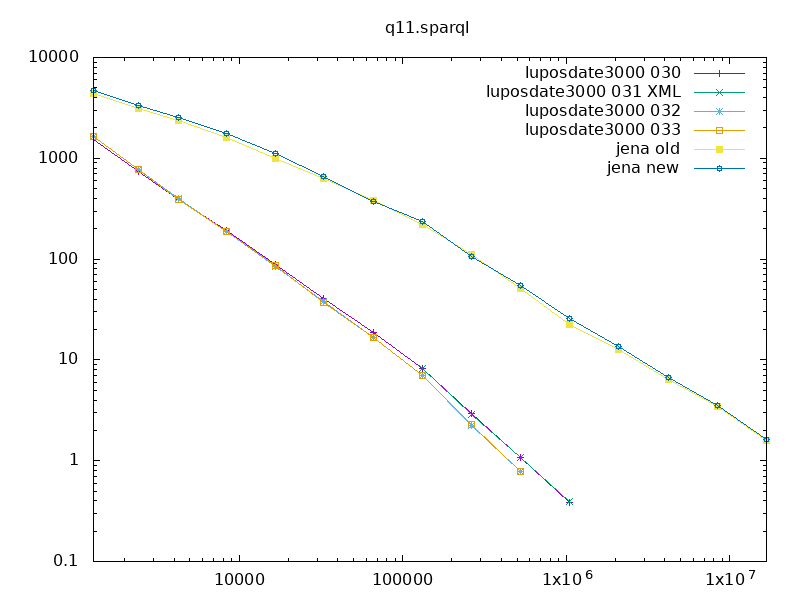 q11.sparql
10000
1000
100
10
1
0.1
luposdate3000 030
luposdate3000 031 XML
luposdate3000 032
luposdate3000 033
jena old
jena new
10000
100000
1x10^6
1x10^7